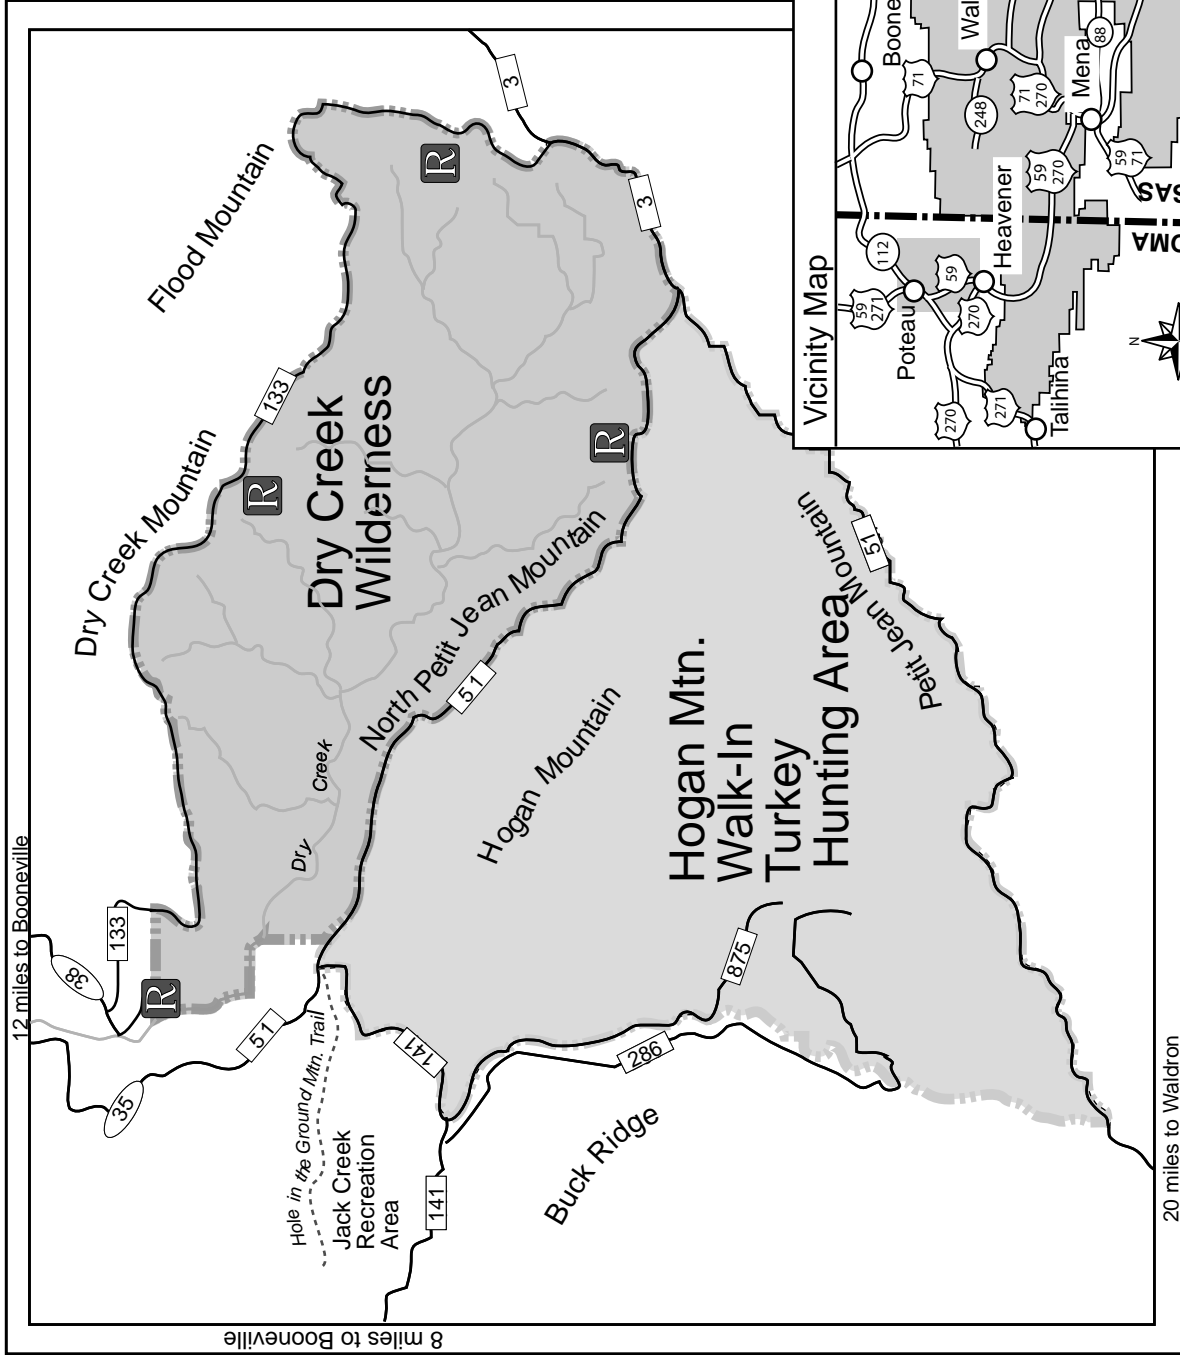 12 miles to Booneville
8 miles to Booneville
20 miles to Waldron
Flood Mountain
Dry Creek Mountain
133
133
38
35
51
3
3
R
R
R
R
Dry Creek
Wilderness
North Petit Jean Mountain
51
Dry
Creek
Hogan Mountain
Hogan Mtn.
Walk-In
Turkey
Hunting Area
Petit Jean Mountain
51
875
286
141
141
Hole in the Ground Mtn. Trail
Jack Creek
Recreation
Area
Buck Ridge
Vicinity Map
Boone
Wal
Mena
Heavener
Poteau
Talihina
71
248
71
270
88
59
270
59
71
112
59
271
59
270
270
271
N